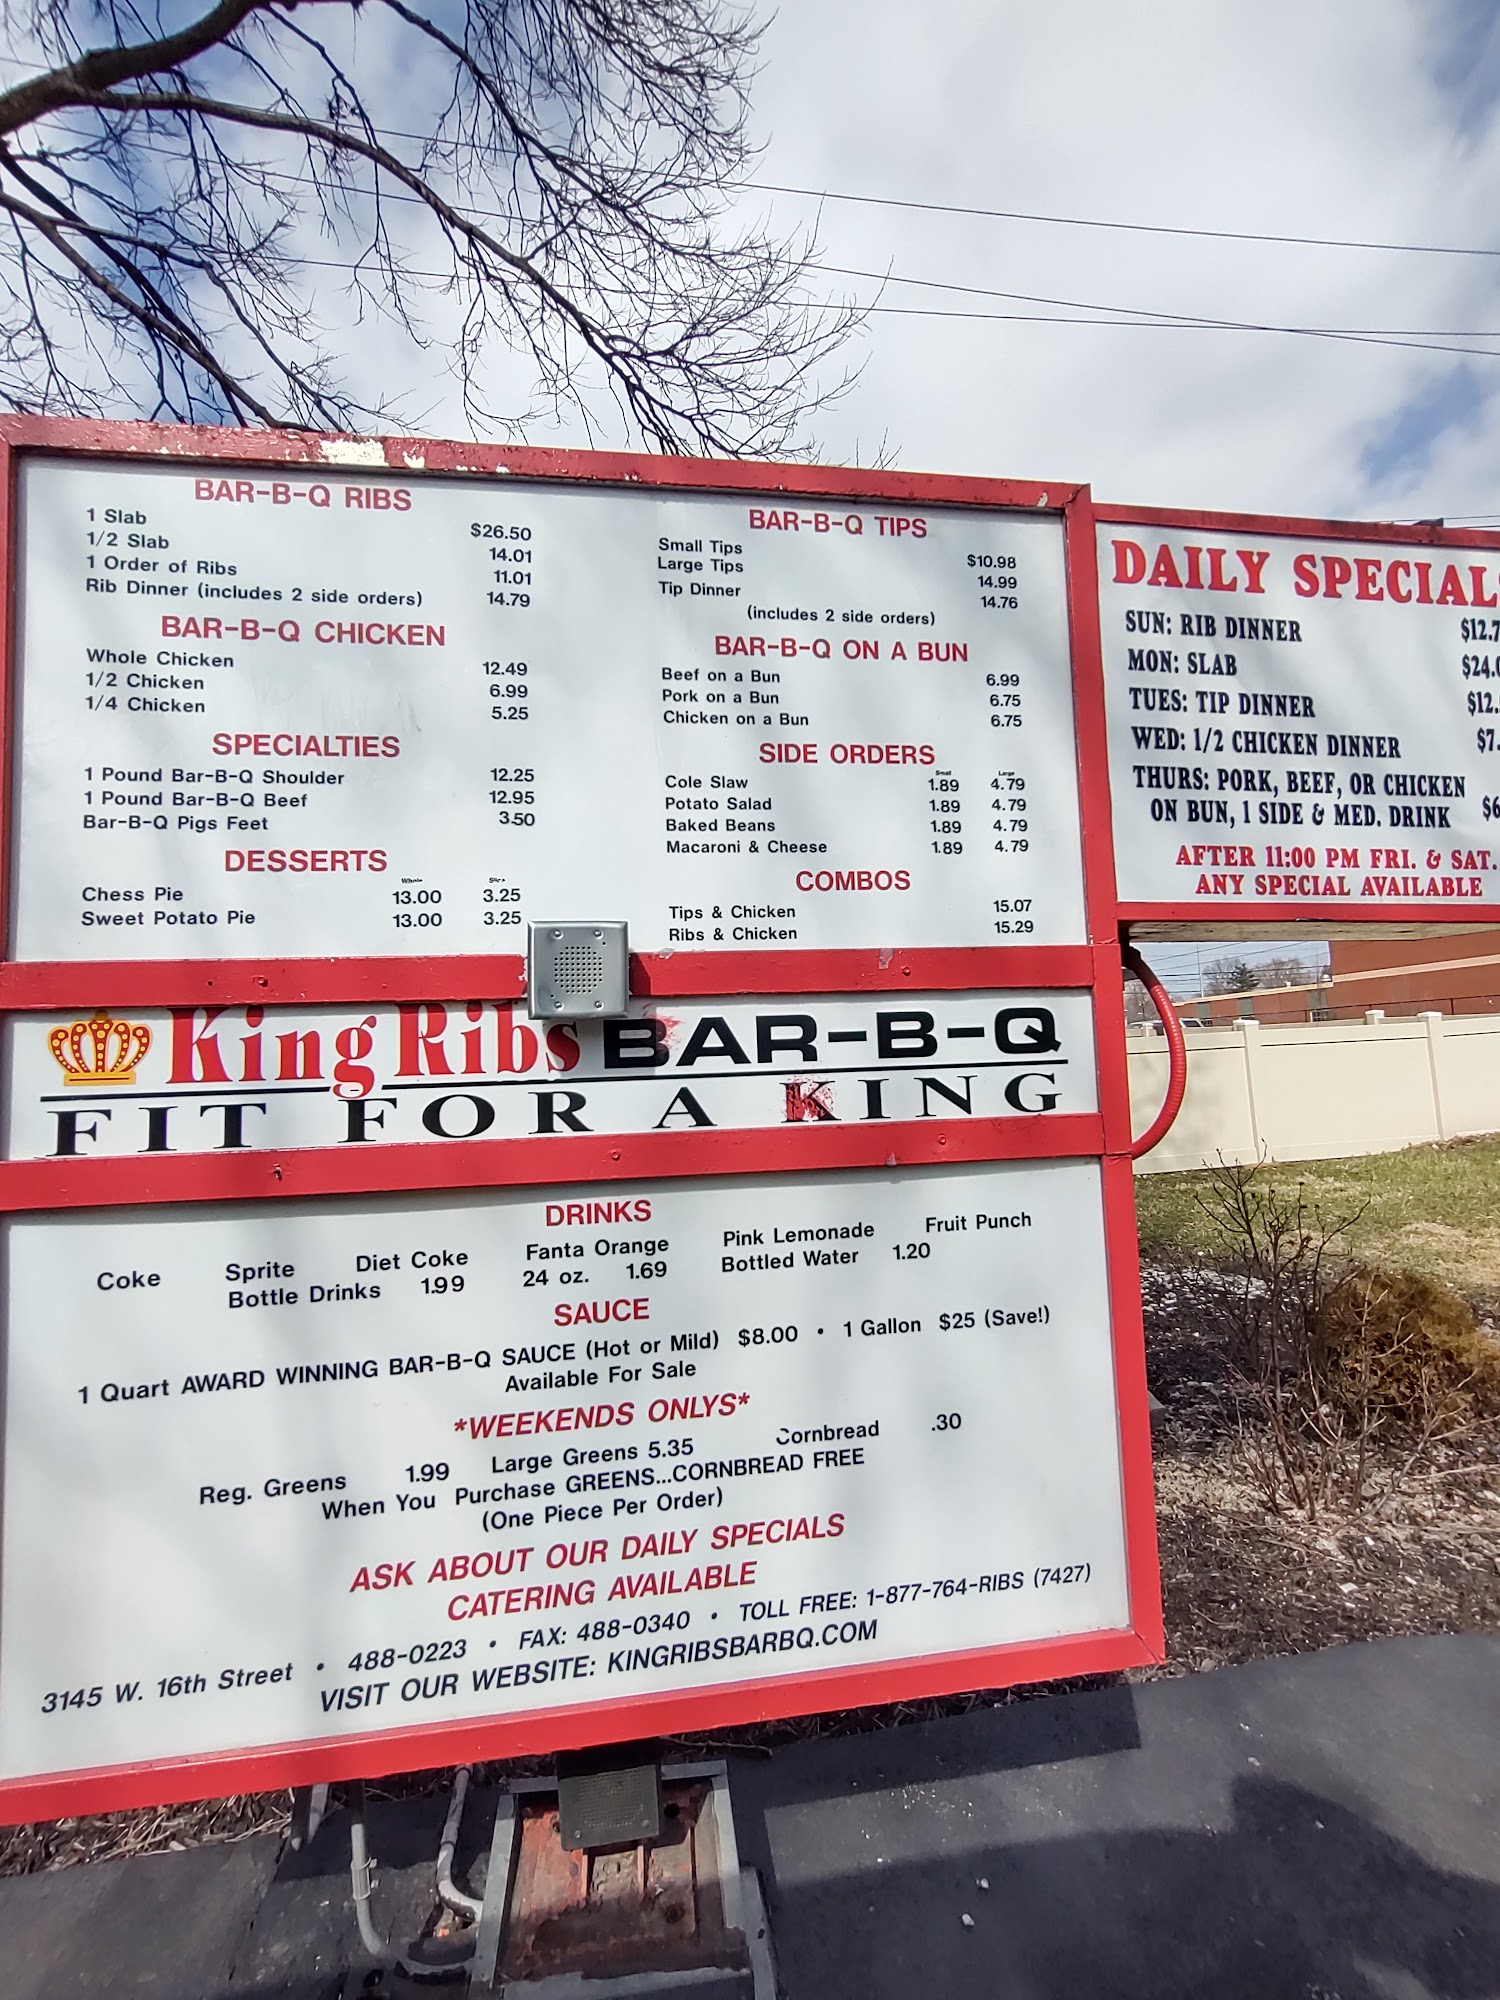 BAR-B-Q RIBS
1 Slab $26.50
1/2 Slab 14.01
1 Order of Ribs 11.01
Rib Dinner (includes 2 side orders) 14.79
BAR-B-Q CHICKEN
Whole Chicken 12.49
1/2 Chicken 6.99
1/4 Chicken 5.25
SPECIALTIES
1 Pound Bar-B-Q Shoulder 12.25
1 Pound Bar-B-Q Beef 12.95
Bar-B-Q Pigs Feet 3.50
DESSERTS
Whole Slice
Chess Pie 13.00 3.25
Sweet Potato Pie 13.00 3.25
BAR-B-Q TIPS
Small Tips $10.98
Large Tips 14.99
Tip Dinner 14.76
(includes 2 side orders)
BAR-B-Q ON A BUN
Beef on a Bun 6.99
Pork on a Bun 6.75
Chicken on a Bun 6.75
SIDE ORDERS
Small Large
Cole Slaw 1.89 4.79
Potato Salad 1.89 4.79
Baked Beans 1.89 4.79
Macaroni & Cheese 1.89 4.79
COMBOS
Tips & Chicken 15.07
Ribs & Chicken 15.29
DAILY SPECIALS
SUN: RIB DINNER $12.7
MON: SLAB $24.0
TUES: TIP DINNER $12.
WED: 1/2 CHICKEN DINNER $7.
THURS: PORK, BEEF, OR CHICKEN
ON BUN, 1 SIDE & MED. DRINK $6
AFTER 11:00 PM FRI. & SAT.
ANY SPECIAL AVAILABLE
King Ribs BAR-B-Q
FIT FOR A KING
DRINKS
Coke Sprite Diet Coke Fanta Orange Pink Lemonade Fruit Punch
Bottle Drinks 1.99 24 oz. 1.69 Bottled Water 1.20
SAUCE
1 Quart AWARD WINNING BAR-B-Q SAUCE (Hot or Mild) $8.00 • 1 Gallon $25 (Save!)
Available For Sale
*WEEKENDS ONLYS*
Reg. Greens 1.99 Large Greens 5.35 Cornbread .30
When You Purchase GREENS...CORNBREAD FREE
(One Piece Per Order)
ASK ABOUT OUR DAILY SPECIALS
CATERING AVAILABLE
3145 W. 16th Street • 488-0223 • FAX: 488-0340 • TOLL FREE: 1-877-764-RIBS (7427)
VISIT OUR WEBSITE: KINGRIBSBARBQ.COM